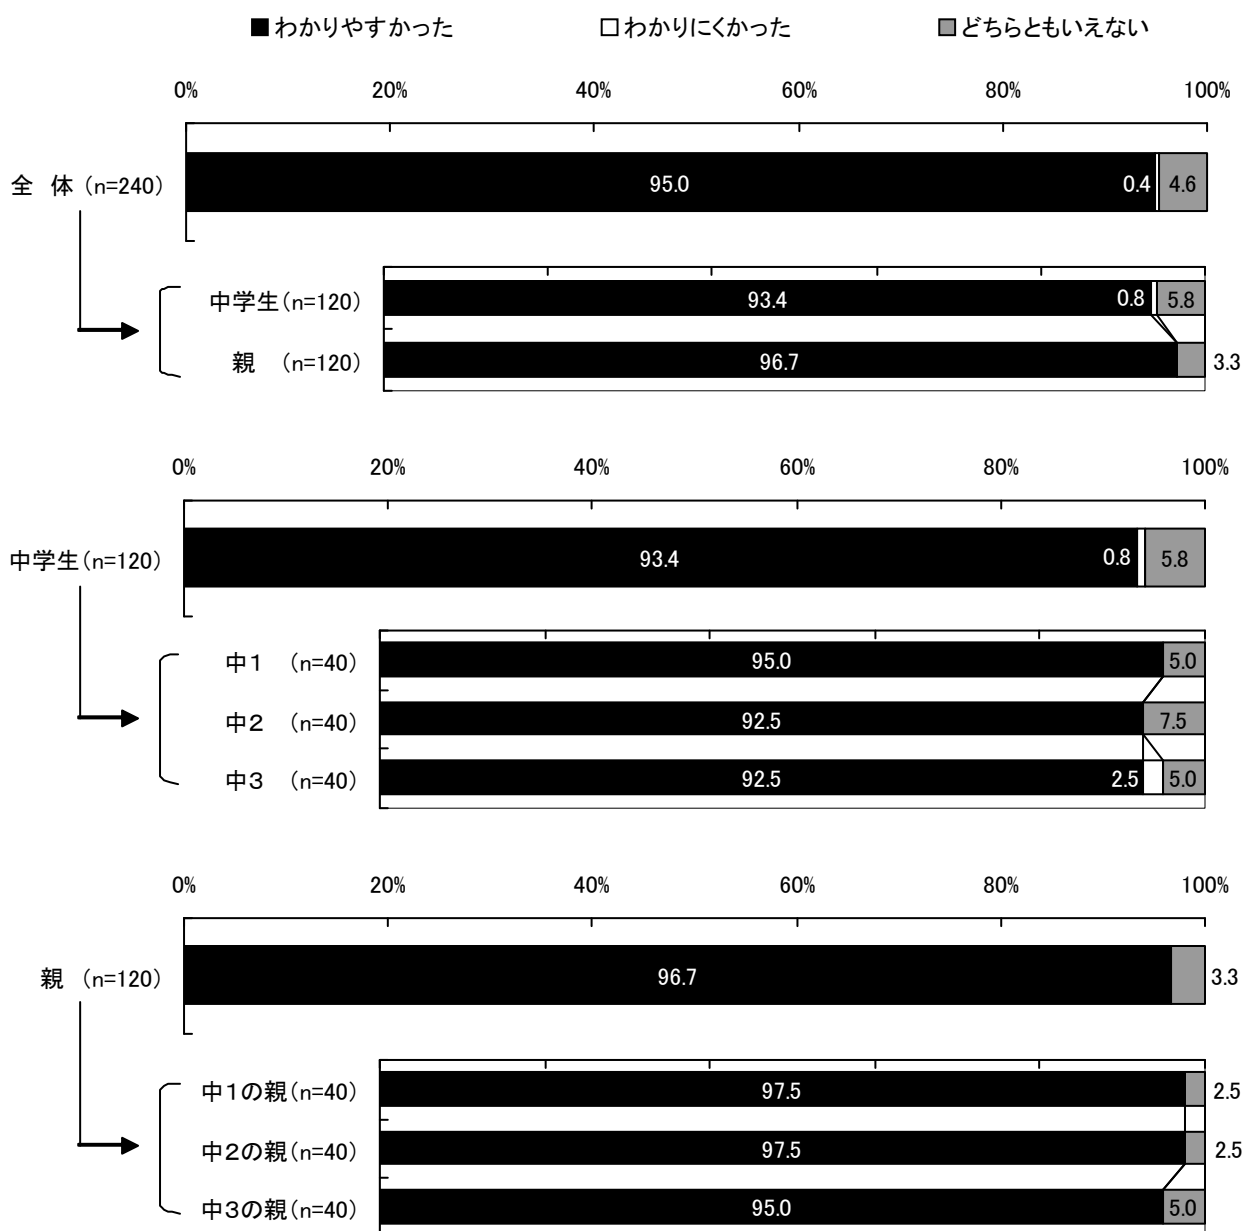 ■わかりやすかった □わかりにくかった ■どちらともいえない
0% 20% 40% 60% 80% 100%
全 体 (n=240) 95.0 0.4 4.6
中学生(n=120) 93.4 0.8 5.8
親 (n=120) 96.7 3.3
0% 20% 40% 60% 80% 100%
中学生(n=120) 93.4 0.8 5.8
中1 (n=40) 95.0 5.0
中2 (n=40) 92.5 7.5
中3 (n=40) 92.5 2.5 5.0
0% 20% 40% 60% 80% 100%
親 (n=120) 96.7 3.3
中1の親(n=40) 97.5 2.5
中2の親(n=40) 97.5 2.5
中3の親(n=40) 95.0 5.0